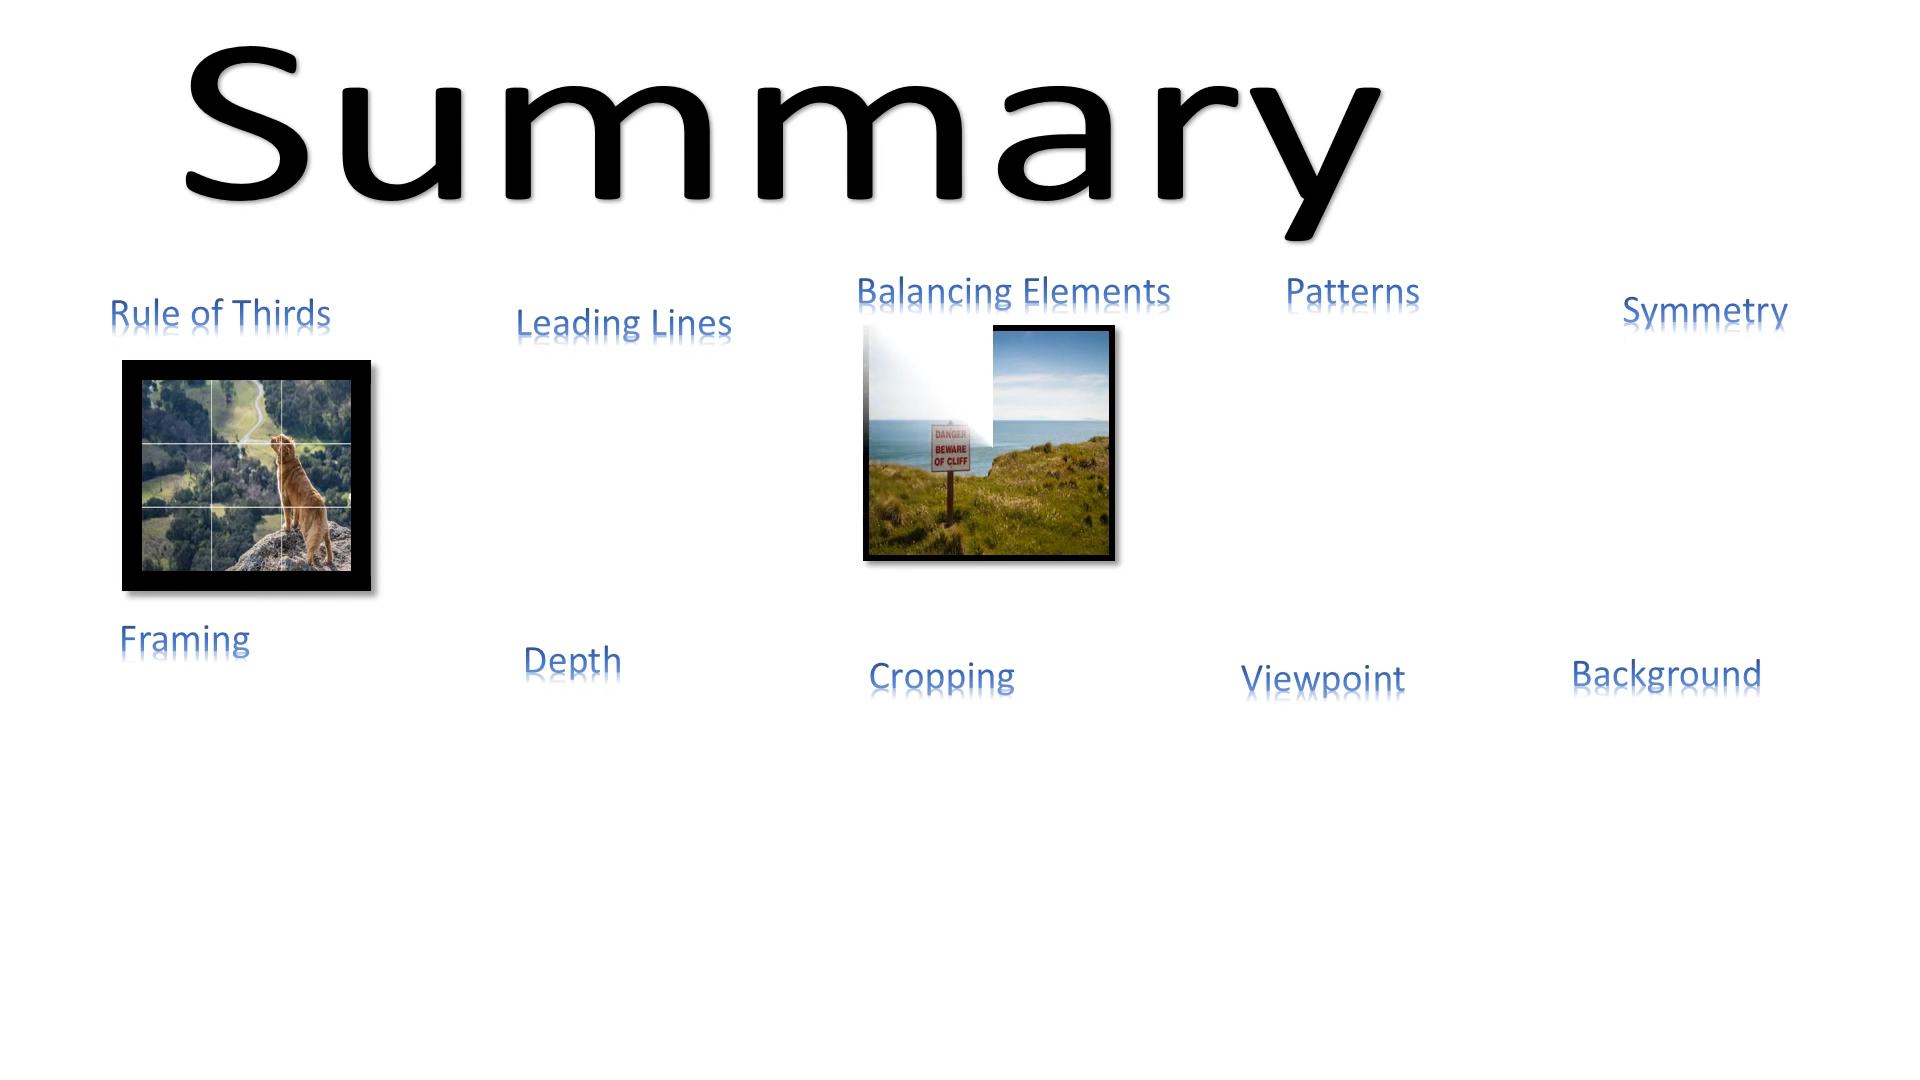 Summary
Rule of Thirds
Leading Lines
Balancing Elements
Patterns
Symmetry
DANGER
BEWARE
OF CLIFF
Framing
Depth
Cropping
Viewpoint
Background